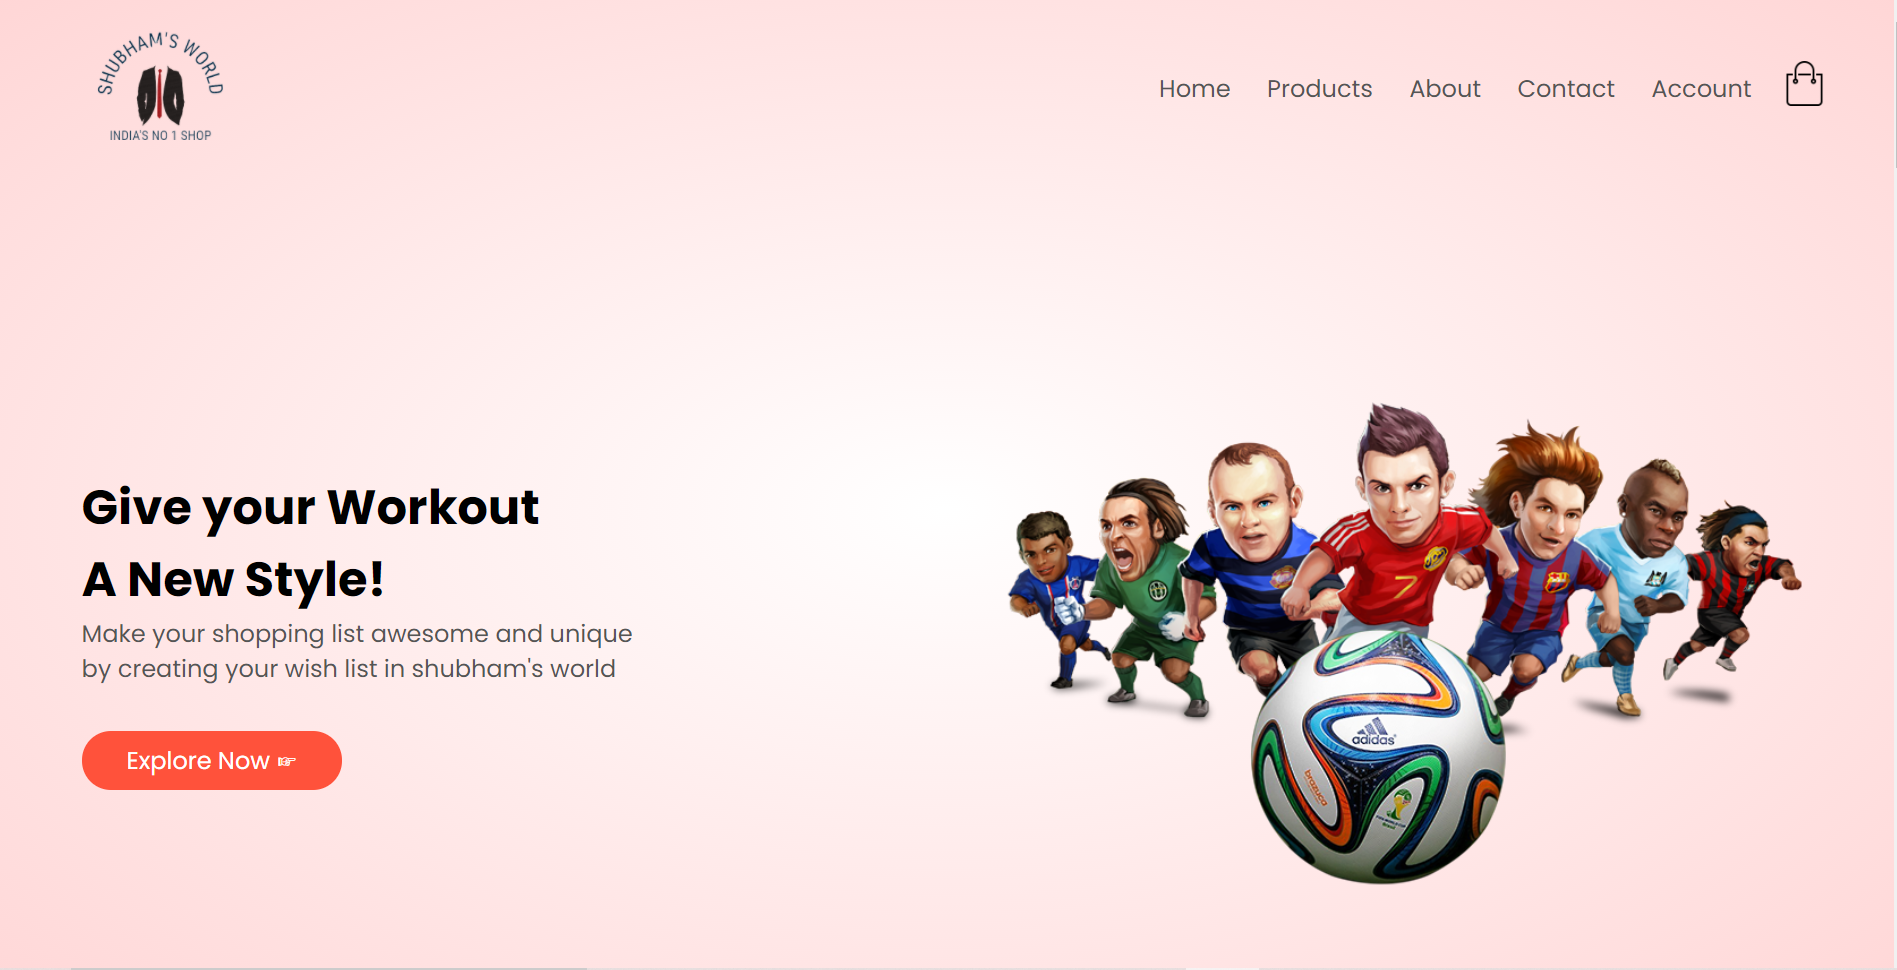 SHUBHAM'S WORLD
INDIA'S NO 1 SHOP
Home Products About Contact Account
Give your Workout
A New Style!
Make your shopping list awesome and unique
by creating your wish list in shubham's world
Explore Now ☞
7
adidas
brazuca